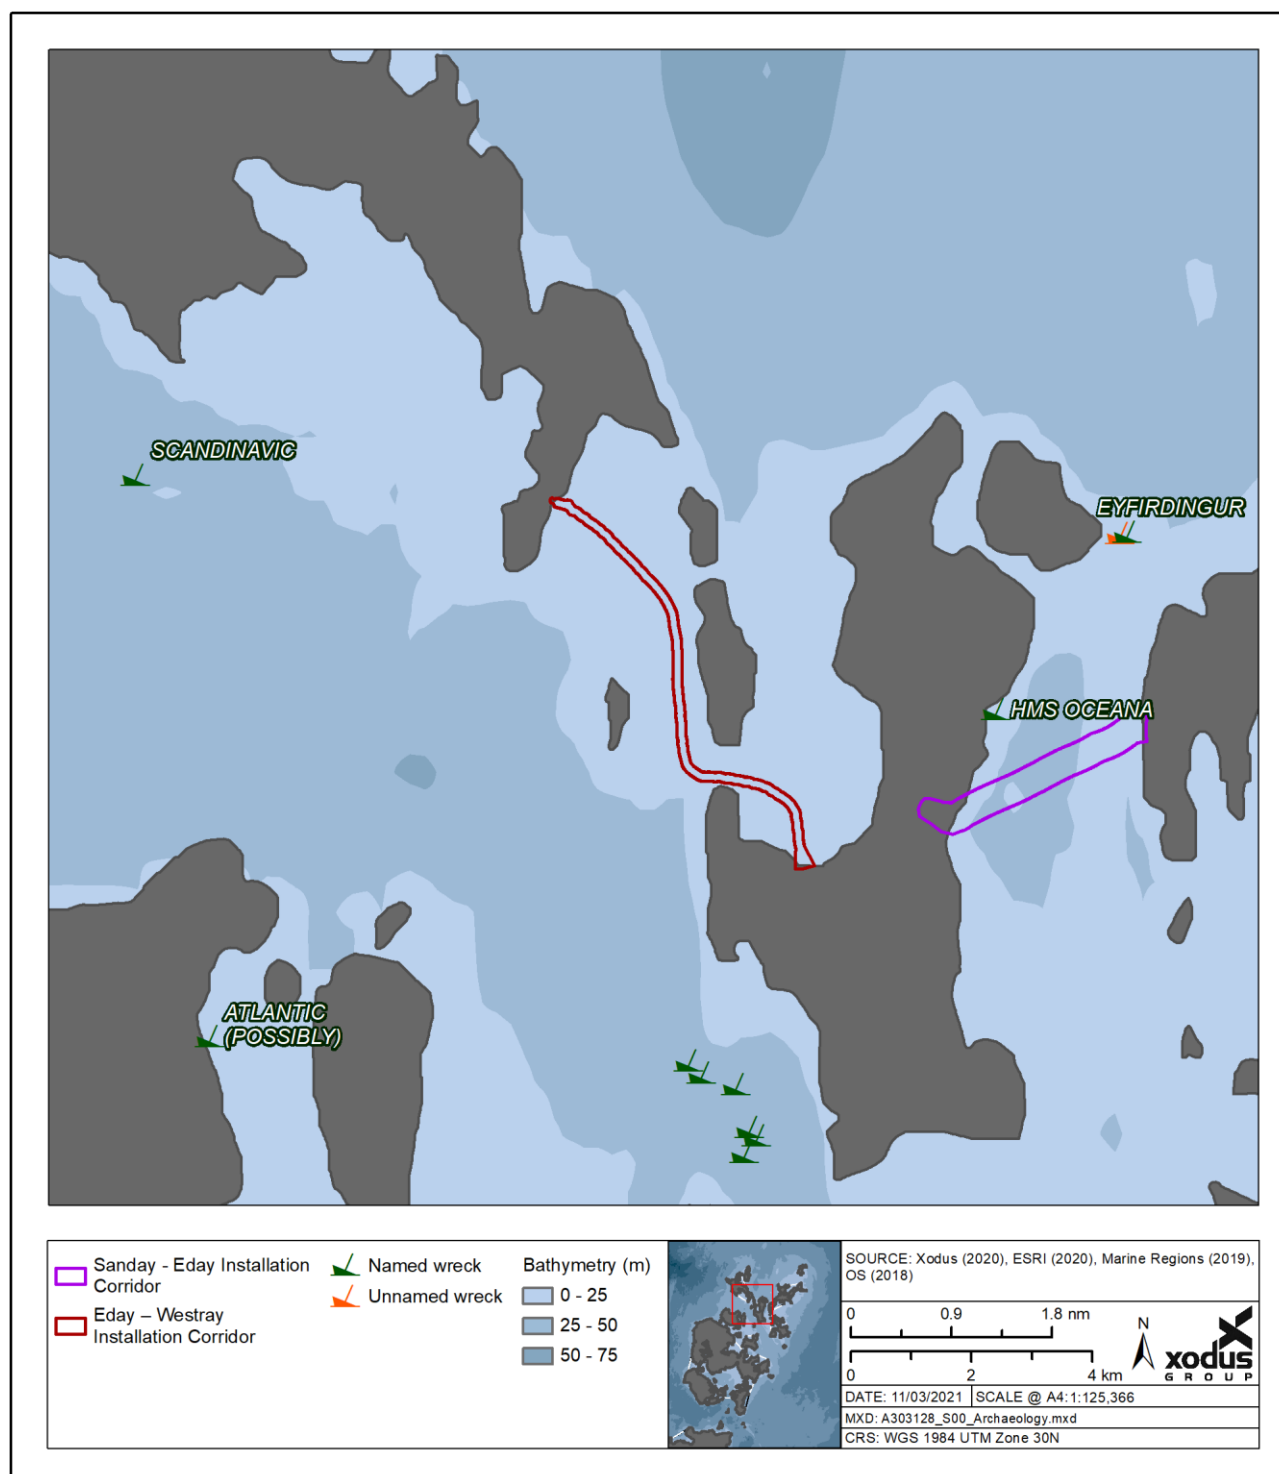 SCANDINAVIC
EYFIRDINGUR
HMS OCEANA
ATLANTIC
(POSSIBLY)
Sanday - Eday Installation
Corridor
Eday – Westray
Installation Corridor
Named wreck
Unnamed wreck
Bathymetry (m)
0 - 25
25 - 50
50 - 75
SOURCE: Xodus (2020), ESRI (2020), Marine Regions (2019),
OS (2018)
0 0.9 1.8 nm
0 2 4 km
N
xodus
GROUP
DATE: 11/03/2021 SCALE @ A4:1:125,366
MXD: A303128_S00_Archaeology.mxd
CRS: WGS 1984 UTM Zone 30N